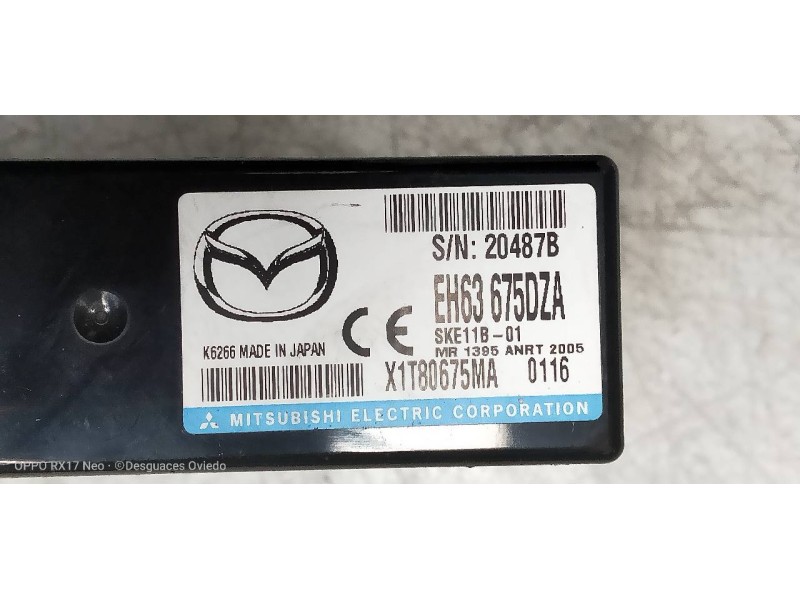 S/N: 20487B
EH63 675DZA
CE
SKE11B-01
MR 1395 ANRT 2005
K6266 MADE IN JAPAN
X1T80675MA 0116
MITSUBISHI ELECTRIC CORPORATION
OPPO RX17 Neo · ©Desguaces Oviedo